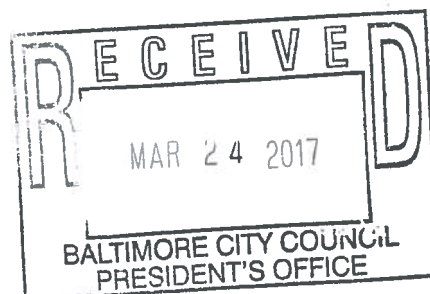 RECEIVED
MAR 24 2017
BALTIMORE CITY COUNCIL
PRESIDENT'S OFFICE